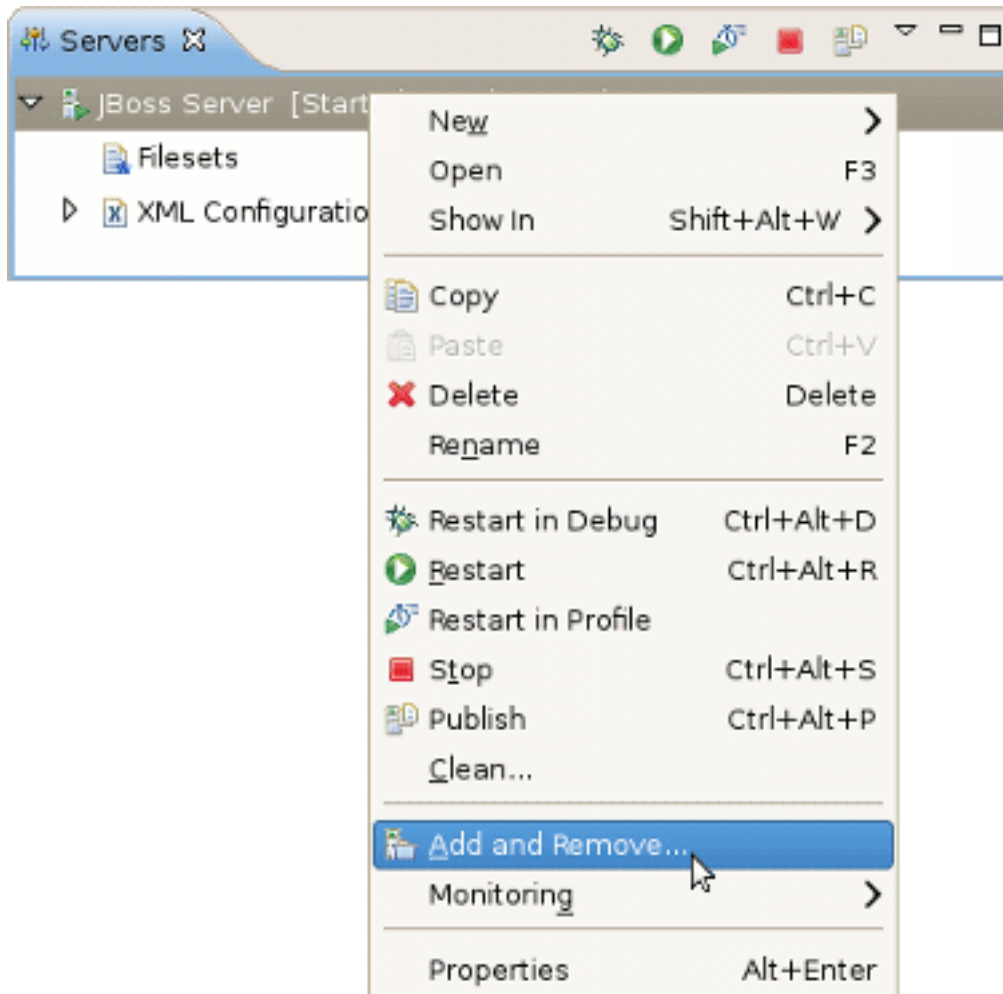 Servers
JBoss Server [Start
Filesets
XML Configuratio
New
Open F3
Show In Shift+Alt+W
Copy Ctrl+C
Paste Ctrl+V
Delete Delete
Rename F2
Restart in Debug Ctrl+Alt+D
Restart Ctrl+Alt+R
Restart in Profile
Stop Ctrl+Alt+S
Publish Ctrl+Alt+P
Clean...
Add and Remove...
Monitoring
Properties Alt+Enter